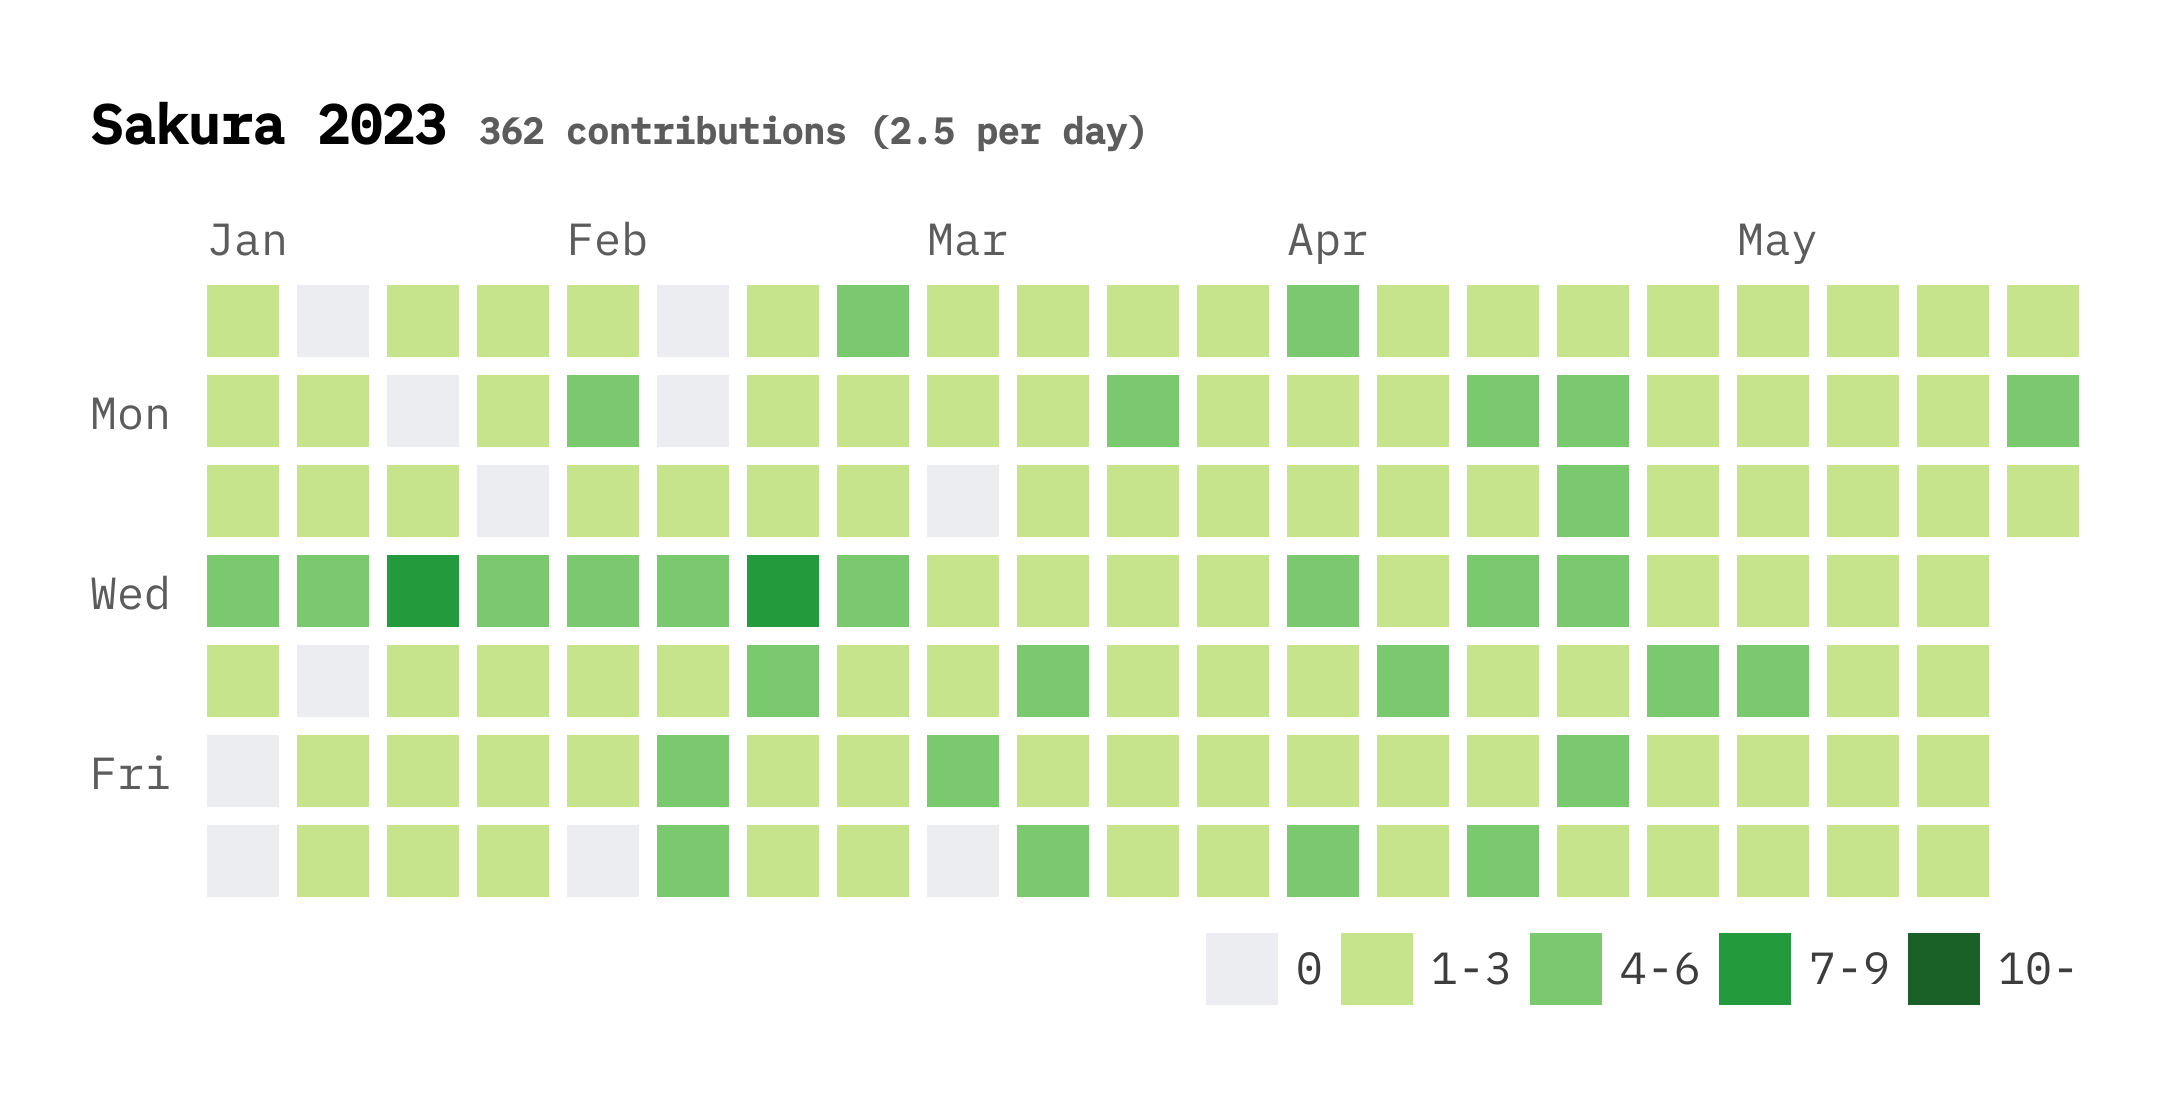 Sakura 2023 362 contributions (2.5 per day)
Jan Feb Mar Apr May
Mon
Wed
Fri
0 1-3 4-6 7-9 10-